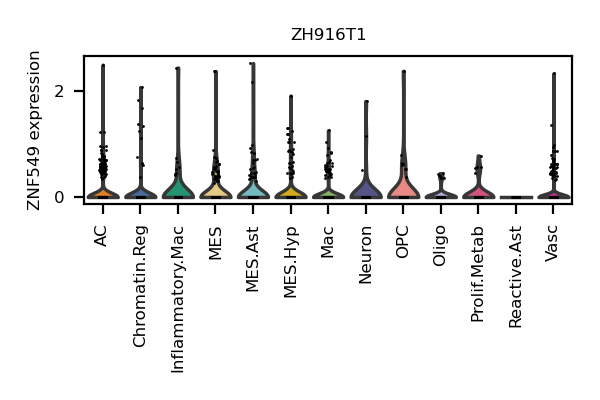 ZH916T1
ZNF549 expression
2
0
AC
Chromatin.Reg
Inflammatory.Mac
MES
MES.Ast
MES.Hyp
Mac
Neuron
OPC
Oligo
Prolif.Metab
Reactive.Ast
Vasc